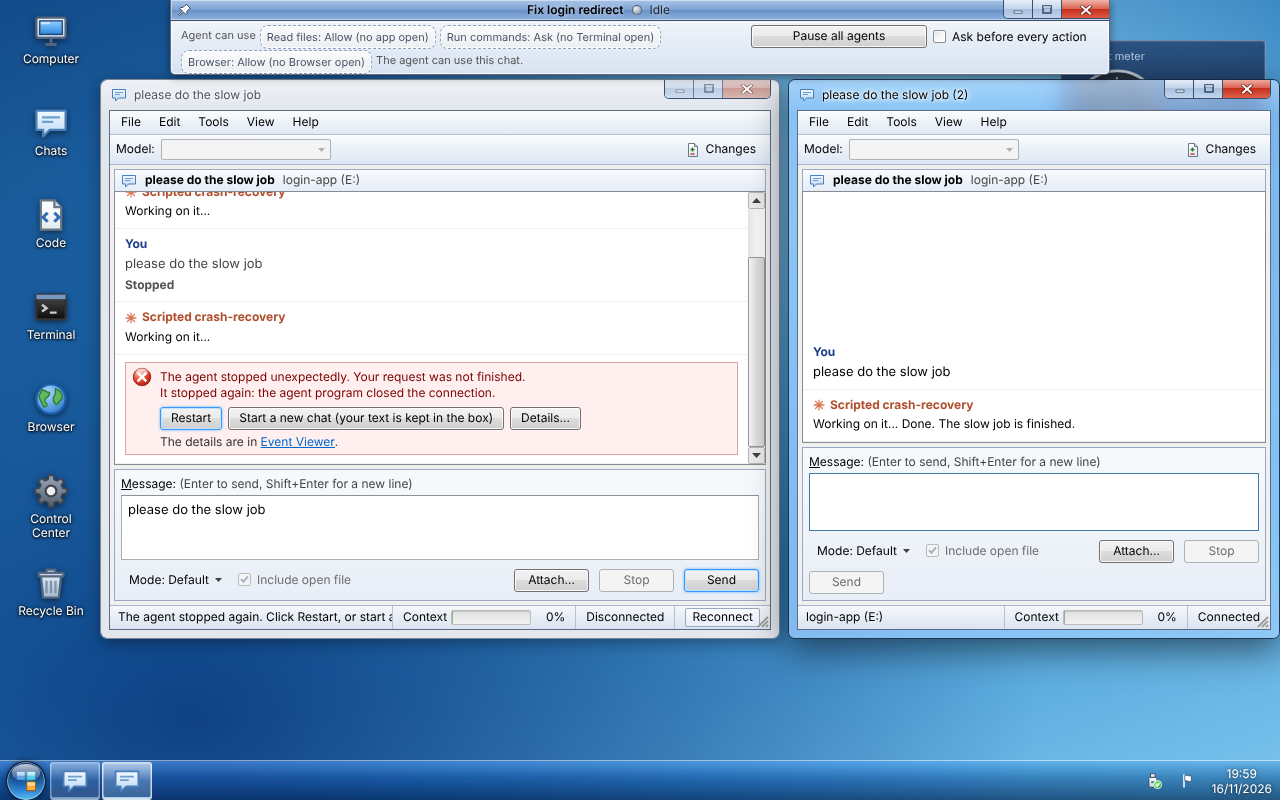 Fix login redirect Idle
Agent can use Read files: Allow (no app open) Run commands: Ask (no Terminal open)
Browser: Allow (no Browser open) The agent can use this chat.
Pause all agents Ask before every action
meter
Computer
Chats
Code
Terminal
Browser
Control
Center
Recycle Bin
please do the slow job
File Edit Tools View Help
Model: Changes
please do the slow job login-app (E:)
Scripted crash-recovery
Working on it...
You
please do the slow job
Stopped
Scripted crash-recovery
Working on it...
The agent stopped unexpectedly. Your request was not finished.
It stopped again: the agent program closed the connection.
Restart Start a new chat (your text is kept in the box) Details...
The details are in Event Viewer.
Message: (Enter to send, Shift+Enter for a new line)
please do the slow job
Mode: Default Include open file Attach... Stop Send
The agent stopped again. Click Restart, or start Context 0% Disconnected Reconnect
please do the slow job (2)
File Edit Tools View Help
Model: Changes
please do the slow job login-app (E:)
You
please do the slow job
Scripted crash-recovery
Working on it... Done. The slow job is finished.
Message: (Enter to send, Shift+Enter for a new line)
Mode: Default Include open file Attach... Stop
Send
login-app (E:) Context 0% Connected
19:59
16/11/2026